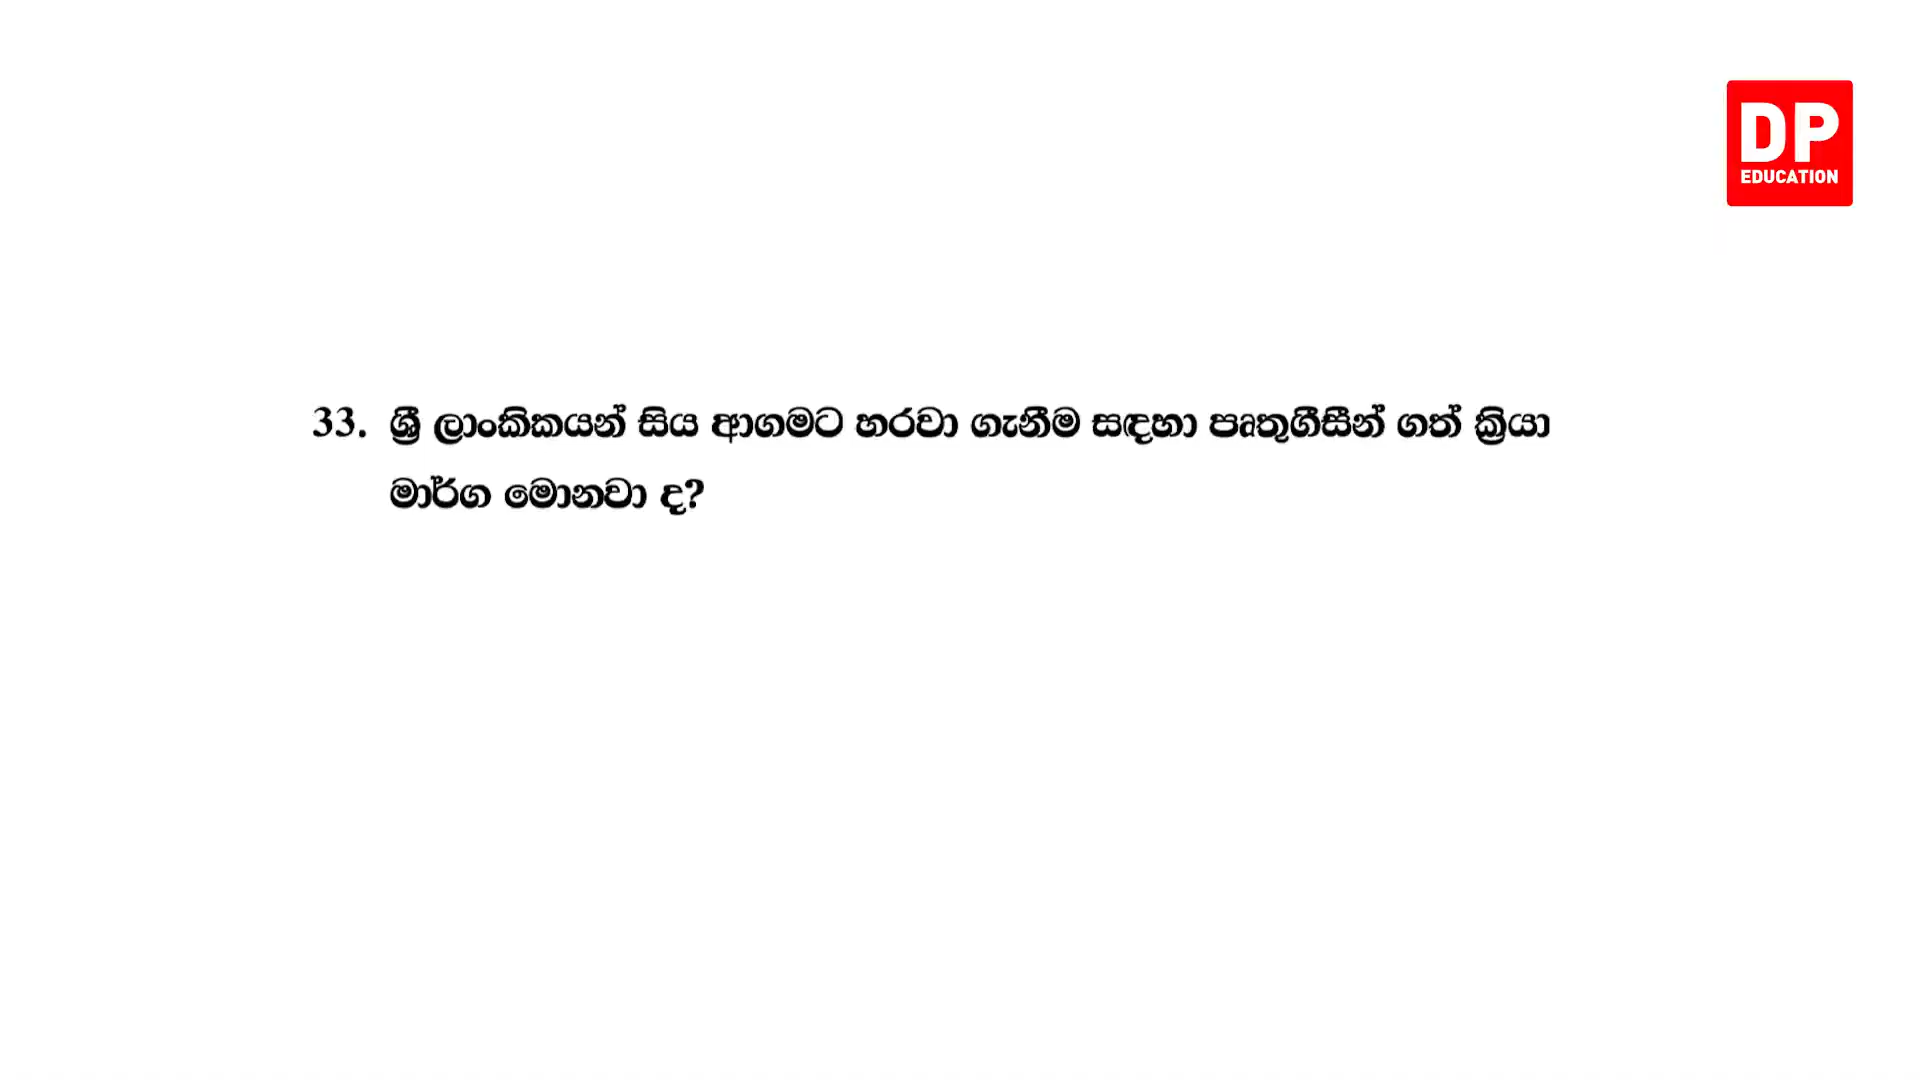 DP
EDUCATION
33. ශ්‍රී ලාංකිකයන් සිය ආගමට හරවා ගැනීම සඳහා පෘතුගීසීන් ගත් ක්‍රියා
මාර්ග මොනවා ද?